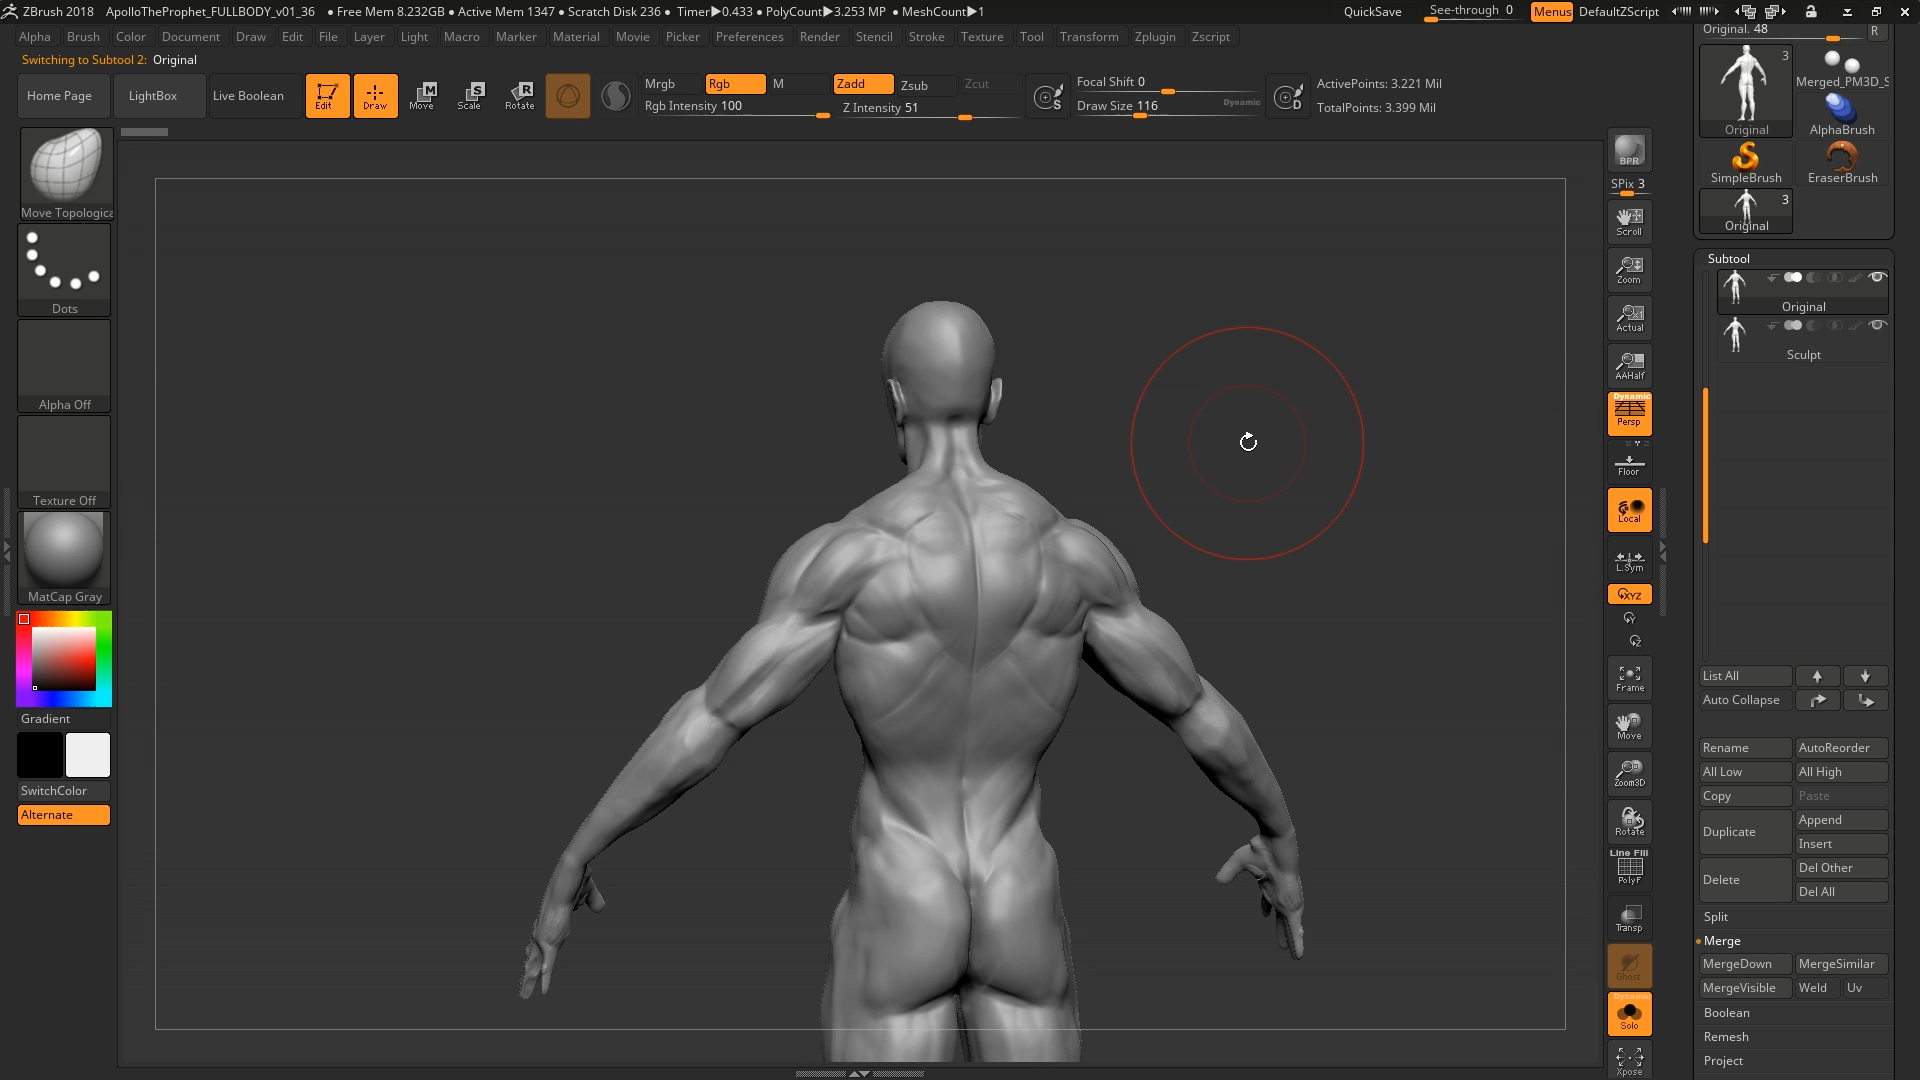 ZBrush 2018 ApolloTheProphet_FULLBODY_v01_36 ● Free Mem 8.232GB ● Active Mem 1347 ● Scratch Disk 236 ● Timer▶0.433 ● PolyCount▶3.253 MP ● MeshCount▶1 QuickSave See-through 0 Menus DefaultZScript
Alpha Brush Color Document Draw Edit File Layer Light Macro Marker Material Movie Picker Preferences Render Stencil Stroke Texture Tool Transform Zplugin Zscript
Switching to Subtool 2: Original
Home Page LightBox Live Boolean Edit Draw Move Scale Rotate
M S R
Mrgb Rgb M Zadd Zsub Zcut
Rgb Intensity 100 Z Intensity 51
Focal Shift 0
Draw Size 116 Dynamic
S D
ActivePoints: 3.221 Mil
TotalPoints: 3.399 Mil
Move Topologica
Dots
Alpha Off
Texture Off
MatCap Gray
Gradient
SwitchColor
Alternate
BPR
SPix 3
Scroll
Zoom
Actual
AAHalf
Dynamic
Persp
Floor
Local
L.Sym
XYZ
Y
Z
Frame
Move
Zoom3D
Rotate
Line Fill
PolyF
Transp
Ghost
Dynamic
Solo
Xpose
Original. 48 R
3
Merged_PM3D_S
Original AlphaBrush
SimpleBrush EraserBrush
3
Original
Subtool
Original
Sculpt
List All
Auto Collapse
Rename AutoReorder
All Low All High
Copy Paste
Duplicate Append
Insert
Delete Del Other
Del All
Split
Merge
MergeDown MergeSimilar
MergeVisible Weld Uv
Boolean
Remesh
Project